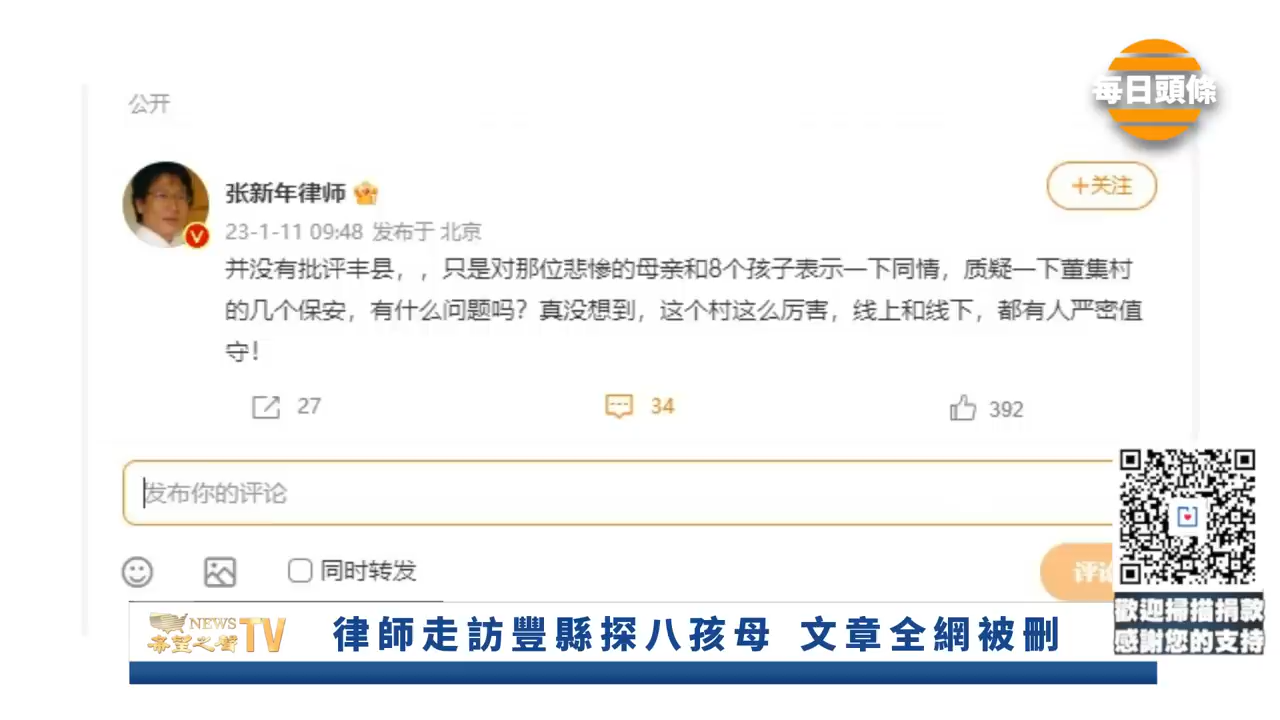 公开
每日頭條
张新年律师
+关注
23-1-11 09:48 发布于 北京
并没有批评丰县，，只是对那位悲惨的母亲和8个孩子表示一下同情，质疑一下董集村
的几个保安，有什么问题吗？真没想到，这个村这么厉害，线上和线下，都有人严密值
守！
27
34
392
发布你的评论
同时转发
评论
NEWS
希望之聲TV
律師走訪豐縣探八孩母 文章全網被刪
歡迎掃描捐款
感謝您的支持